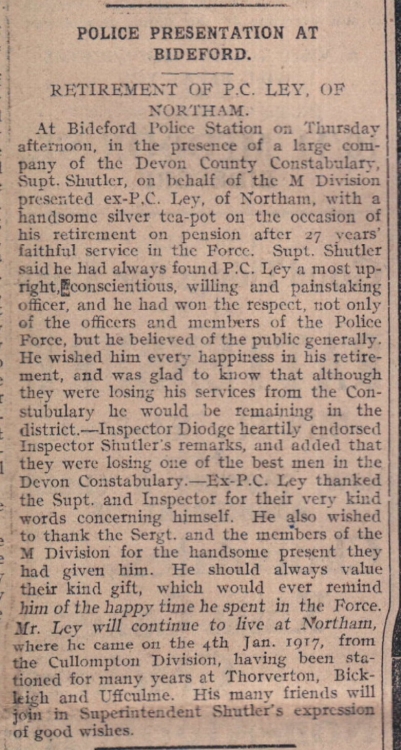 POLICE PRESENTATION AT
BIDEFORD.
RETIREMENT OF P.C. LEY, OF
NORTHAM.
At Bideford Police Station on Thursday
afternoon, in the presence of a large com-
pany of the Devon County Constabulary,
Supt. Shutler, on behalf of the M Division
presented ex-P.C. Ley, of Northam, with a
handsome silver tea-pot on the occasion of
his retirement on pension after 27 years'
faithful service in the Force. Supt. Shutler
said he had always found P.C. Ley a most up-
right, conscientious, willing and painstaking
officer, and he had won the respect, not only
of the officers and members of the Police
Force, but he believed of the public generally.
He wished him every happiness in his retire-
ment, and was glad to know that although
they were losing his services from the Con-
stubulary he would be remaining in the
district.—Inspector Diodge heartily endorsed
Inspector Shutler's remarks, and added that
they were losing one of the best men in the
Devon Constabulary.—Ex-P.C. Ley thanked
the Supt. and Inspector for their very kind
words concerning himself. He also wished
to thank the Sergt. and the members of the
M Division for the handsome present they
had given him. He should always value
their kind gift, which would ever remind
him of the happy time he spent in the Force.
Mr. Ley will continue to live at Northam,
where he came on the 4th Jan. 1917, from
the Cullompton Division, having been sta-
tioned for many years at Thorverton, Bick-
leigh and Uffculme. His many friends will
join in Superintendent Shutler's expression
of good wishes.